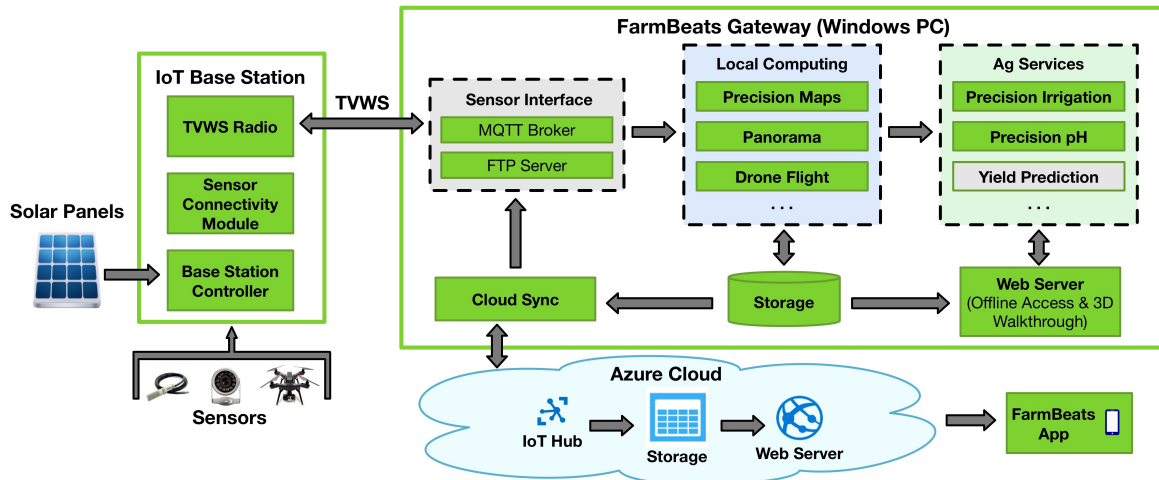 FarmBeats Gateway (Windows PC)
IoT Base Station
TVWS Radio
Sensor
Connectivity
Module
Base Station
Controller
Solar Panels
Sensors
TVWS
Sensor Interface
MQTT Broker
FTP Server
Local Computing
Precision Maps
Panorama
Drone Flight
...
Ag Services
Precision Irrigation
Precision pH
Yield Prediction
...
Cloud Sync
Storage
Web Server
(Offline Access & 3D
Walkthrough)
Azure Cloud
IoT Hub
Storage
Web Server
FarmBeats
App